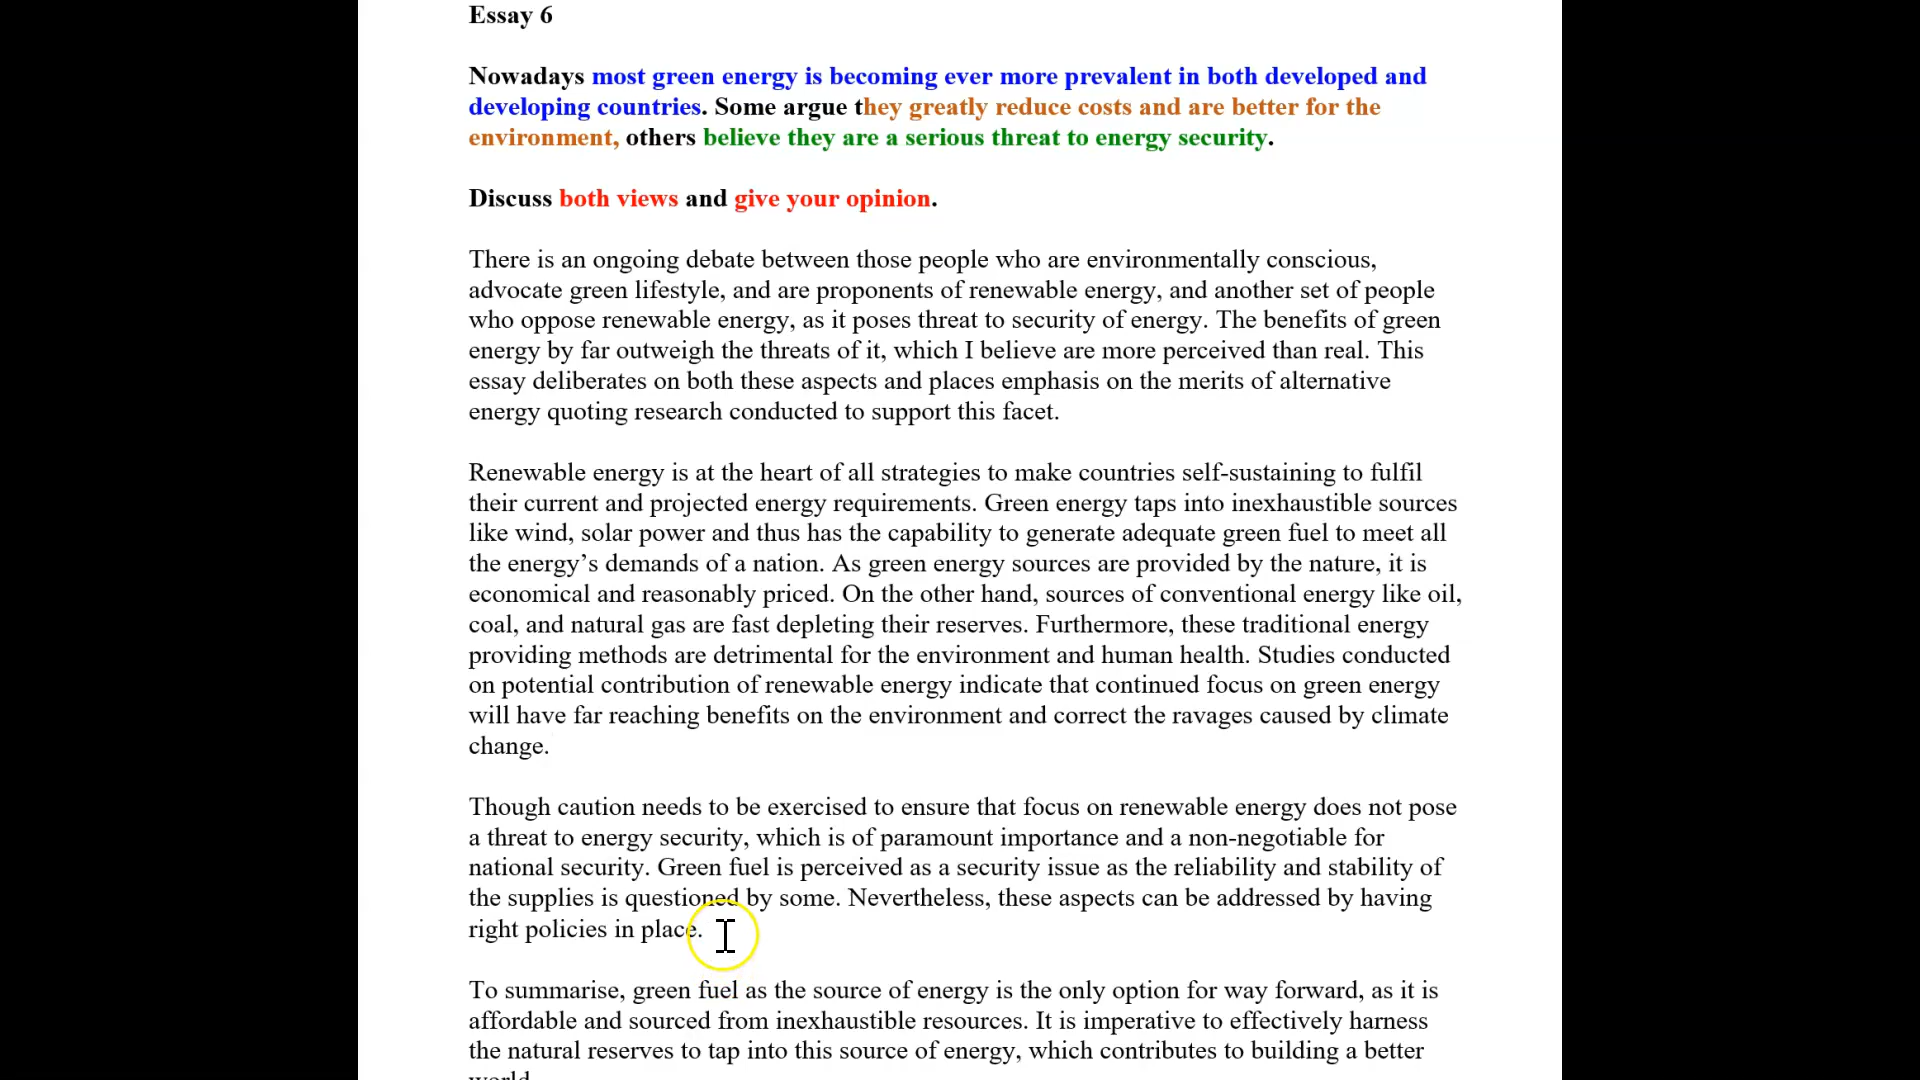 Essay 6
Nowadays most green energy is becoming ever more prevalent in both developed and
developing countries. Some argue they greatly reduce costs and are better for the
environment, others believe they are a serious threat to energy security.
Discuss both views and give your opinion.
There is an ongoing debate between those people who are environmentally conscious,
advocate green lifestyle, and are proponents of renewable energy, and another set of people
who oppose renewable energy, as it poses threat to security of energy. The benefits of green
energy by far outweigh the threats of it, which I believe are more perceived than real. This
essay deliberates on both these aspects and places emphasis on the merits of alternative
energy quoting research conducted to support this facet.
Renewable energy is at the heart of all strategies to make countries self-sustaining to fulfil
their current and projected energy requirements. Green energy taps into inexhaustible sources
like wind, solar power and thus has the capability to generate adequate green fuel to meet all
the energy’s demands of a nation. As green energy sources are provided by the nature, it is
economical and reasonably priced. On the other hand, sources of conventional energy like oil,
coal, and natural gas are fast depleting their reserves. Furthermore, these traditional energy
providing methods are detrimental for the environment and human health. Studies conducted
on potential contribution of renewable energy indicate that continued focus on green energy
will have far reaching benefits on the environment and correct the ravages caused by climate
change.
Though caution needs to be exercised to ensure that focus on renewable energy does not pose
a threat to energy security, which is of paramount importance and a non-negotiable for
national security. Green fuel is perceived as a security issue as the reliability and stability of
the supplies is questioned by some. Nevertheless, these aspects can be addressed by having
right policies in place.
To summarise, green fuel as the source of energy is the only option for way forward, as it is
affordable and sourced from inexhaustible resources. It is imperative to effectively harness
the natural reserves to tap into this source of energy, which contributes to building a better
world.